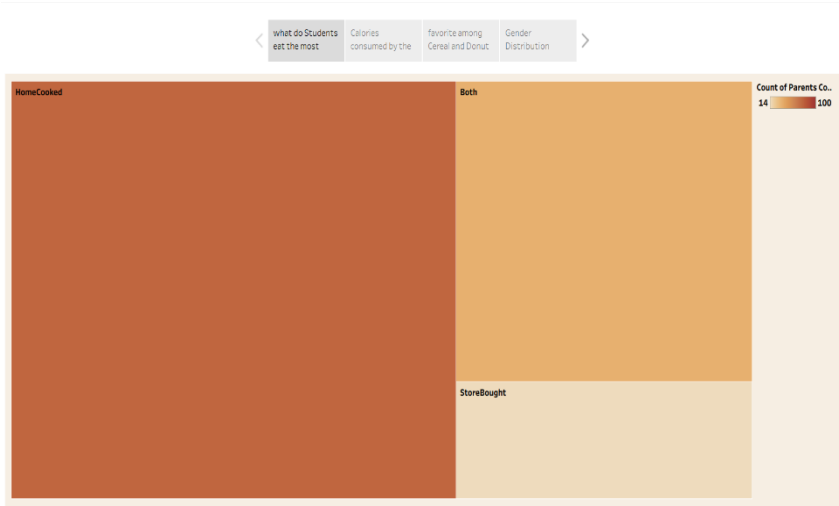 what do Students
eat the most
Calories
consumed by the
favorite among
Cereal and Donut
Gender
Distribution
HomeCooked
Both
Count of Parents Co..
14
100
StoreBought